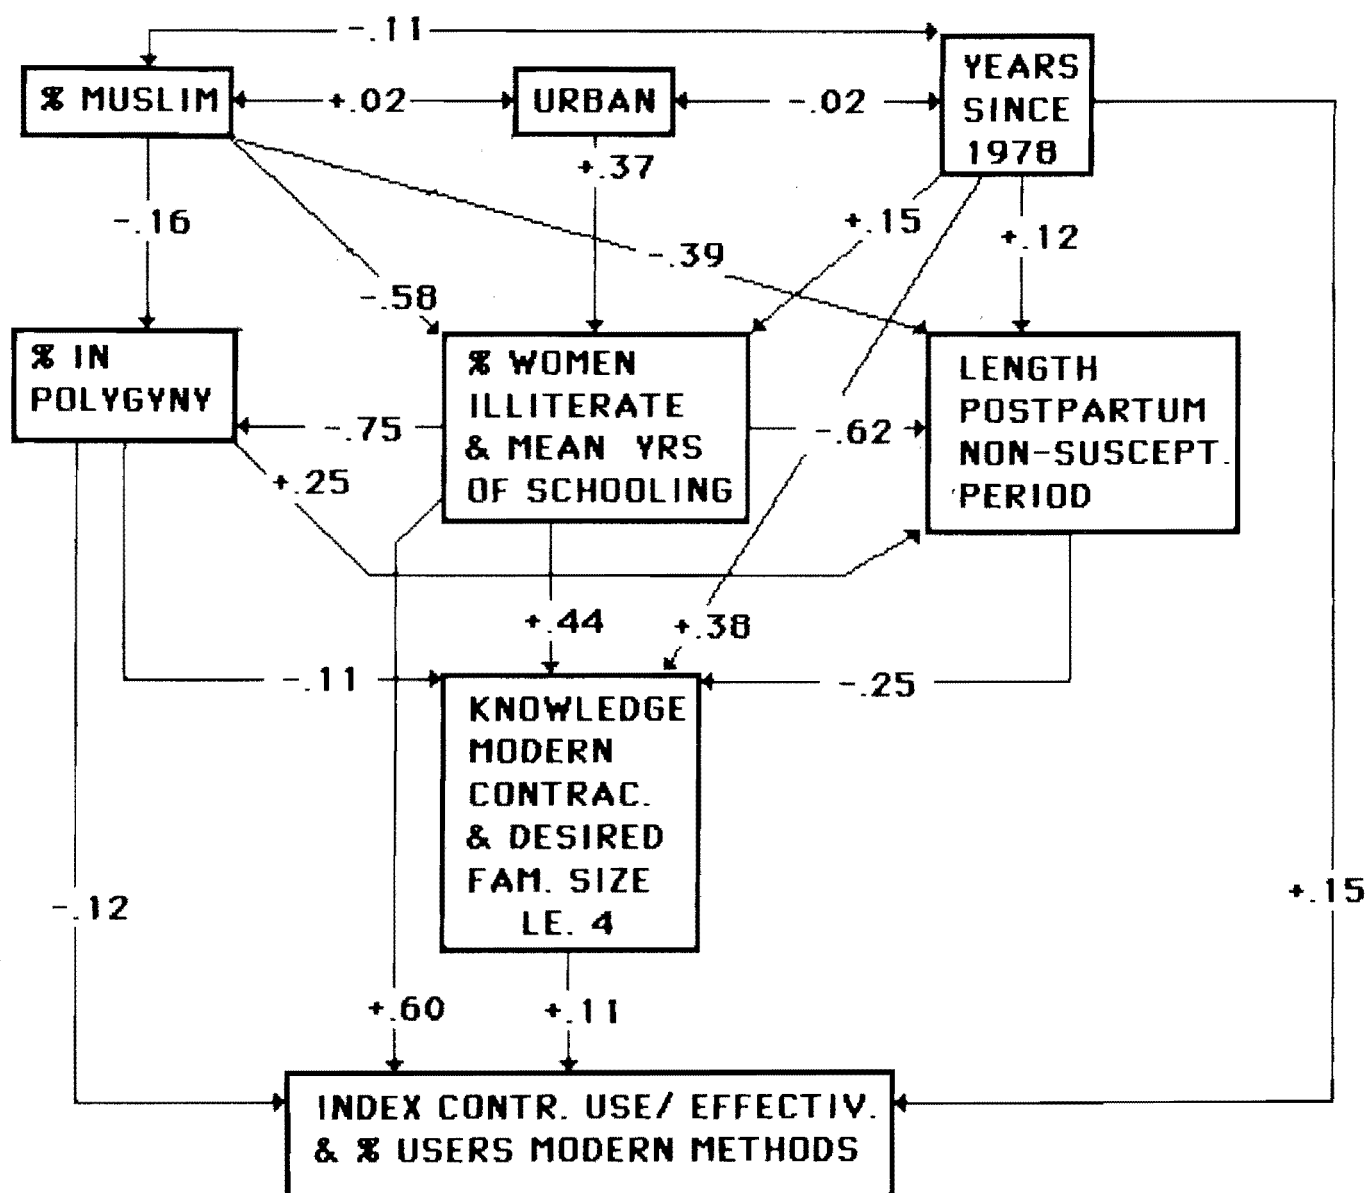 -.11
% MUSLIM
+.02
URBAN
-.02
YEARS
SINCE
1978
+.37
-.16
+.15
+.12
-.39
-.58
% IN
POLYGYNY
% WOMEN
ILLITERATE
& MEAN YRS
OF SCHOOLING
LENGTH
POSTPARTUM
NON-SUSCEPT.
PERIOD
-.75
-.62
+.25
+.44
+.38
-.11
-.25
KNOWLEDGE
MODERN
CONTRAC.
& DESIRED
FAM. SIZE
LE. 4
-.12
+.15
+.60
+.11
INDEX CONTR. USE/ EFFECTIV.
& % USERS MODERN METHODS